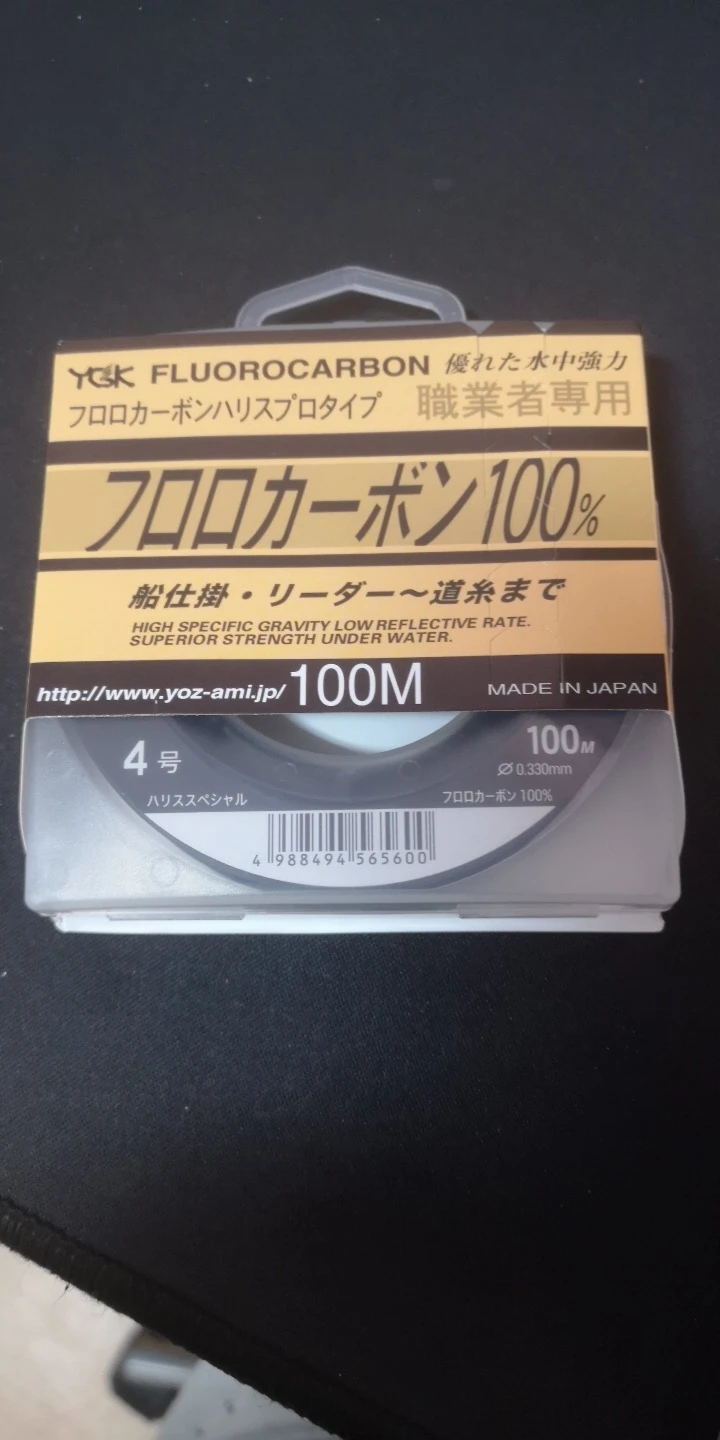 YGK FLUOROCARBON 優れた水中強力
フロロカーボンハリスプロタイプ 職業者専用
フロロカーボン100%
船仕掛・リーダー～道糸まで
HIGH SPECIFIC GRAVITY LOW REFLECTIVE RATE.
SUPERIOR STRENGTH UNDER WATER.
http://www.yoz-ami.jp/ 100M MADE IN JAPAN
4号 100M
Ø 0.330mm
ハリススペシャル フロロカーボン 100%
4 988494 565600